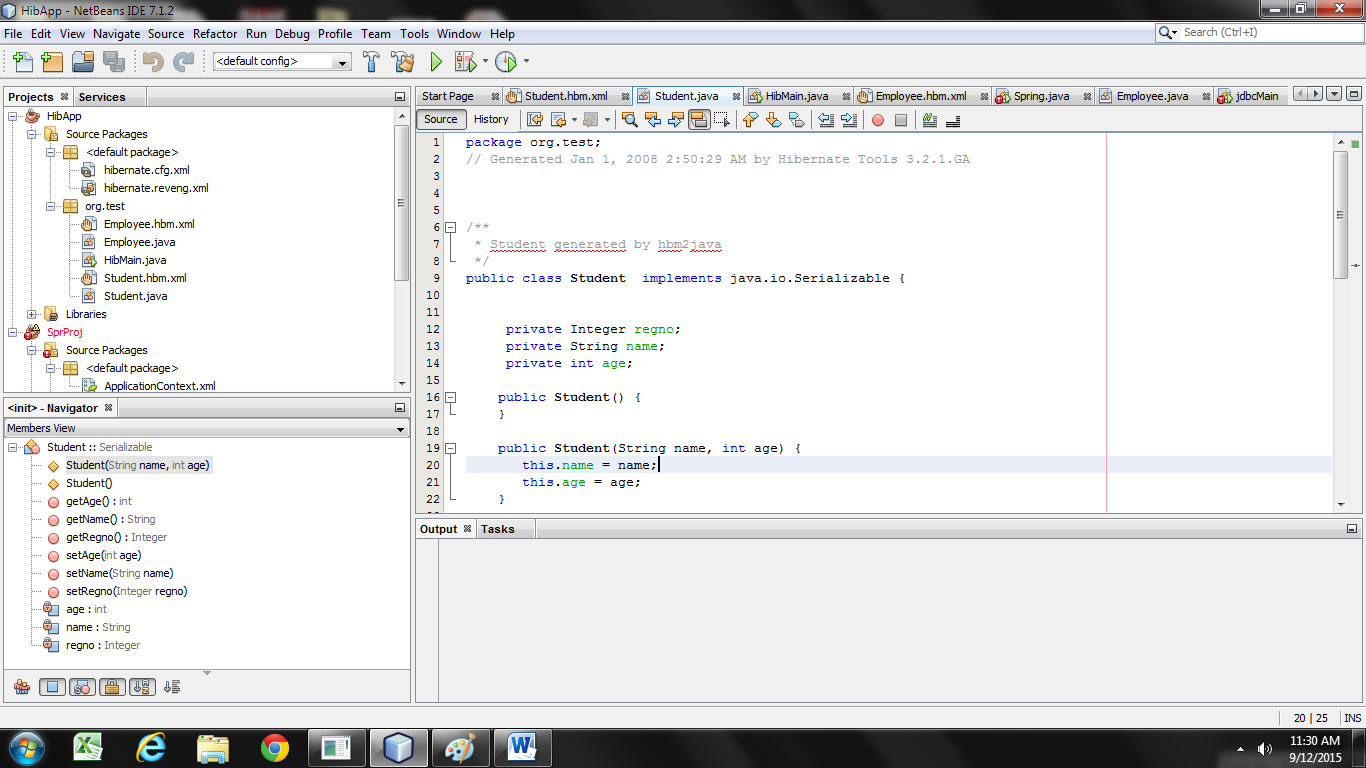 HibApp - NetBeans IDE 7.1.2
File Edit View Navigate Source Refactor Run Debug Profile Team Tools Window Help
Search (Ctrl+I)
<default config>
Projects Services
HibApp
Source Packages
<default package>
hibernate.cfg.xml
hibernate.reveng.xml
org.test
Employee.hbm.xml
Employee.java
HibMain.java
Student.hbm.xml
Student.java
Libraries
SprProj
Source Packages
<default package>
ApplicationContext.xml
<init> - Navigator
Members View
Student :: Serializable
Student(String name, int age)
Student()
getAge() : int
getName() : String
getRegno() : Integer
setAge(int age)
setName(String name)
setRegno(Integer regno)
age : int
name : String
regno : Integer
Start Page Student.hbm.xml Student.java HibMain.java Employee.hbm.xml Spring.java Employee.java jdbcMain
Source History
1 package org.test;
2 // Generated Jan 1, 2008 2:50:29 AM by Hibernate Tools 3.2.1.GA
3
4
5
6 /**
7 * Student generated by hbm2java
8 */
9 public class Student  implements java.io.Serializable {
10
11
12 private Integer regno;
13 private String name;
14 private int age;
15
16 public Student() {
17 }
18
19 public Student(String name, int age) {
20 this.name = name;
21 this.age = age;
22 }
Output Tasks
20 | 25 INS
11:30 AM
9/12/2015